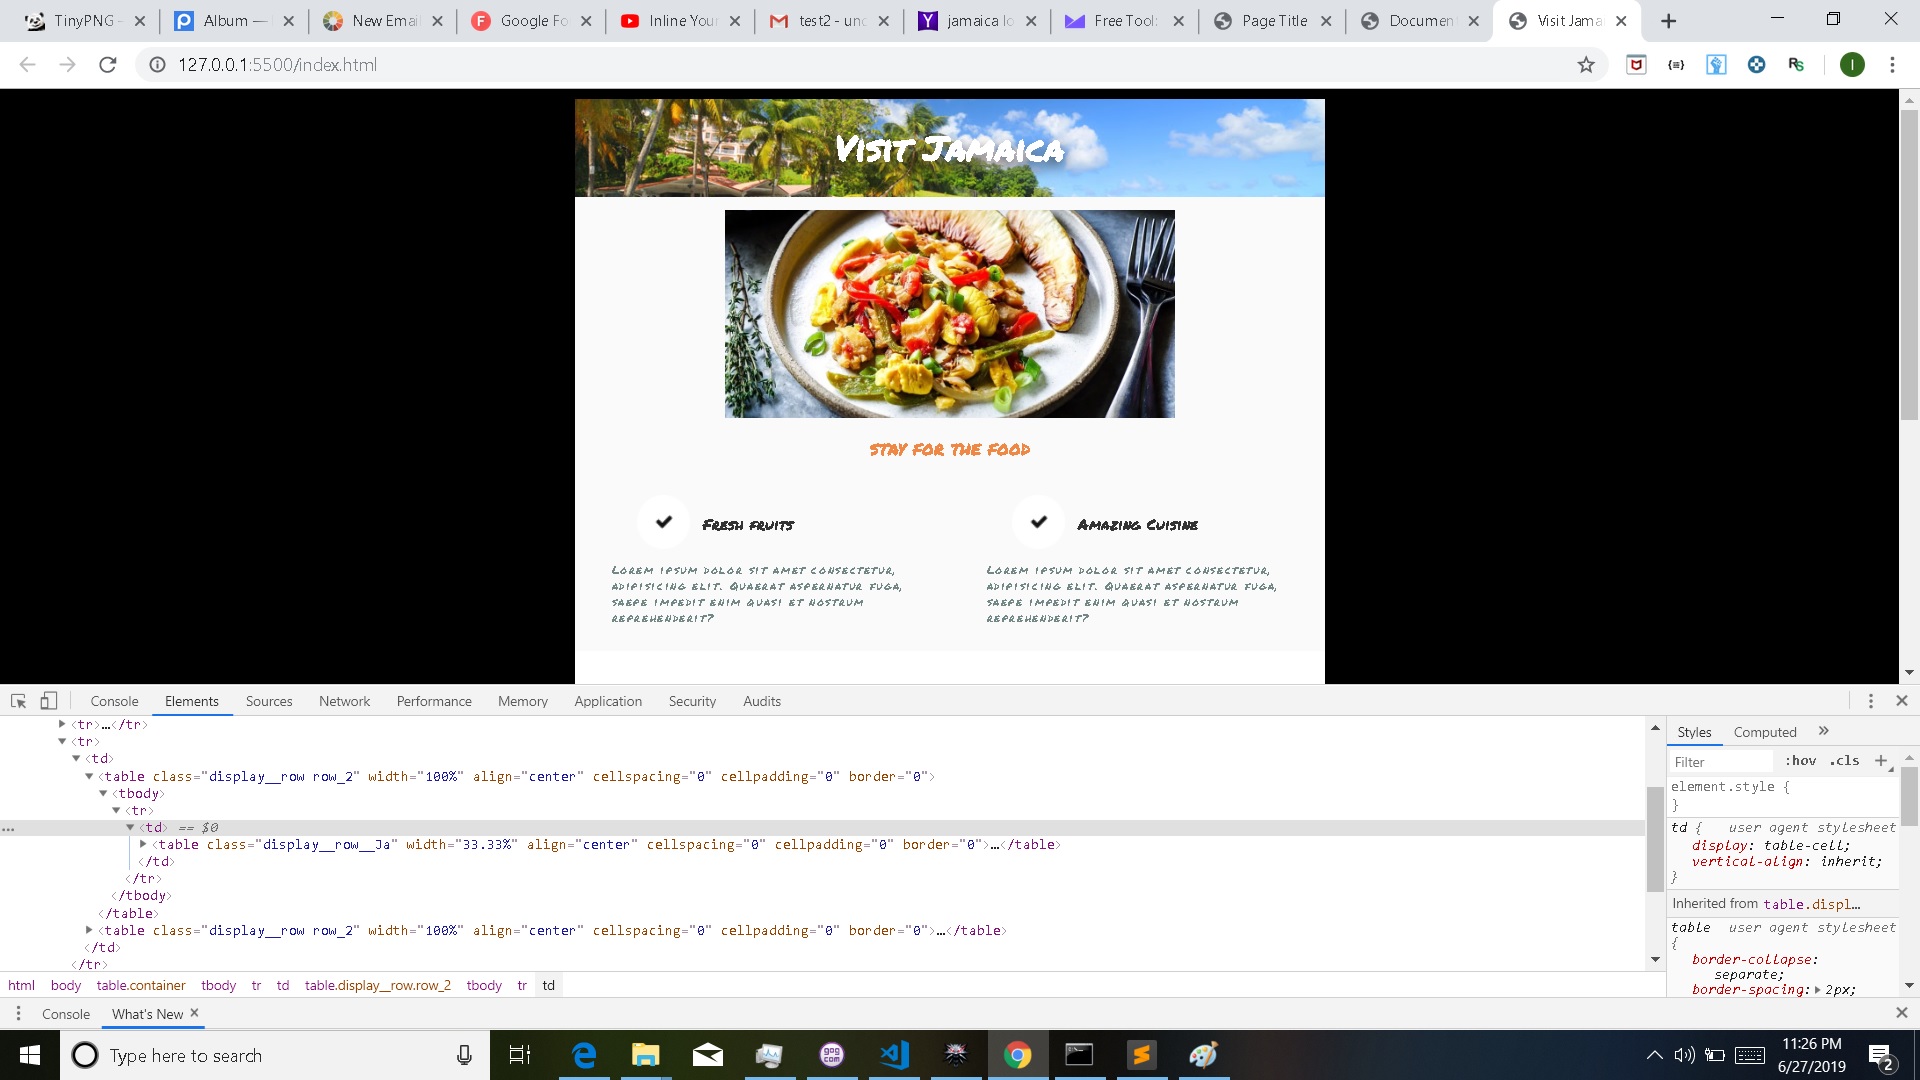 TinyPNG –
Album —
New Email
Google Fo
Inline Your
test2 - unc
jamaica lo
Free Tools
Page Title
Document
Visit Jama
127.0.0.1:5500/index.html
I
Visit Jamaica
STAY FOR THE FOOD
Fresh fruits
Amazing Cuisine
Lorem ipsum dolor sit amet consectetur,
adipisicing elit. Quaerat aspernatur fuga,
saepe impedit enim quasi et nostrum
reprehenderit?
Lorem ipsum dolor sit amet consectetur,
adipisicing elit. Quaerat aspernatur fuga,
saepe impedit enim quasi et nostrum
reprehenderit?
Console Elements Sources Network Performance Memory Application Security Audits
<tr>…</tr>
<tr>
<td>
<table class="display__row row_2" width="100%" align="center" cellspacing="0" cellpadding="0" border="0">
<tbody>
<tr>
… <td> == $0
<table class="display__row__Ja" width="33.33%" align="center" cellspacing="0" cellpadding="0" border="0">…</table>
</td>
</tr>
</tbody>
</table>
<table class="display__row row_2" width="100%" align="center" cellspacing="0" cellpadding="0" border="0">…</table>
</td>
</tr>
html body table.container tbody tr td table.display__row.row_2 tbody tr td
Styles Computed »
Filter :hov .cls +
element.style {
}
td { user agent stylesheet
display: table-cell;
vertical-align: inherit;
}
Inherited from table.displ…
table user agent stylesheet
{
border-collapse:
separate;
border-spacing: 2px;
Console What's New
Type here to search
gog
com
11:26 PM
6/27/2019
2